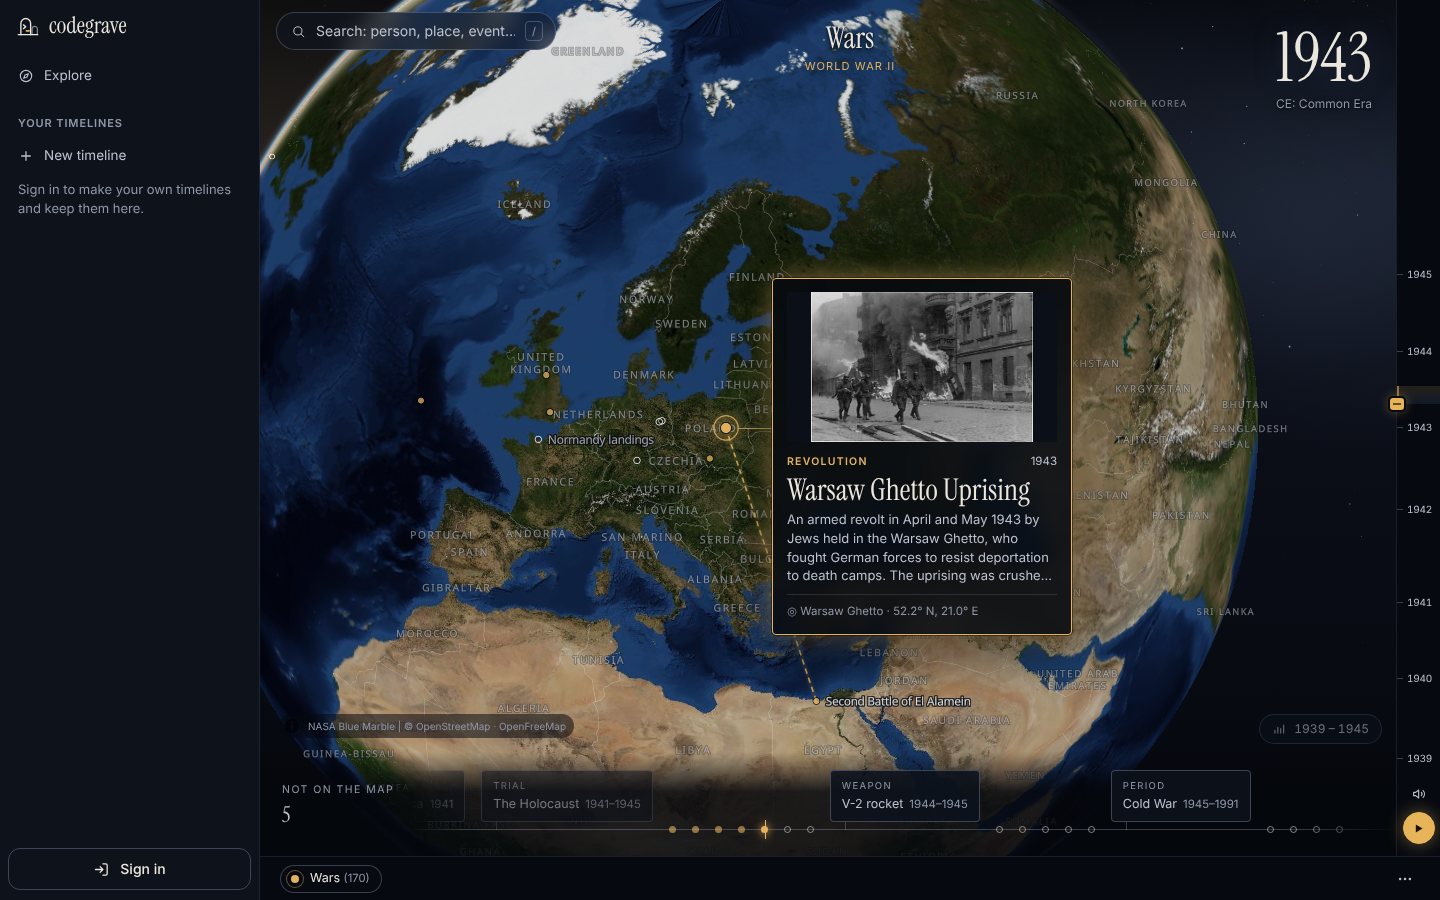 codegrave
Explore
YOUR TIMELINES
New timeline
Sign in to make your own timelines
and keep them here.
Sign in
Search: person, place, event...
/
Wars
WORLD WAR II
1943
CE: Common Era
GREENLAND
RUSSIA
NORTH KOREA
MONGOLIA
CHINA
ICELAND
FINLAND
NORWAY
SWEDEN
UNITED
KINGDOM
DENMARK
NETHERLANDS
Normandy landings
CZECHIA
FRANCE
AUSTRIA
SLOVENIA
PORTUGAL
ANDORRA
SAN MARINO
SERBIA
SPAIN
ITALY
ALBANIA
GIBRALTAR
GREECE
MOROCCO
TUNISIA
ALGERIA
LIBYA
EGYPT
LEBANON
JORDAN
SAUDI ARABIA
UNITED ARAB
EMIRATES
KYRGYZSTAN
TAJIKISTAN
PAKISTAN
BHUTAN
BANGLADESH
NEPAL
SRI LANKA
YEMEN
GUINEA-BISSAU
GHANA
REVOLUTION
1943
Warsaw Ghetto Uprising
An armed revolt in April and May 1943 by
Jews held in the Warsaw Ghetto, who
fought German forces to resist deportation
to death camps. The uprising was crushe...
Warsaw Ghetto · 52.2° N, 21.0° E
Second Battle of El Alamein
NASA Blue Marble | © OpenStreetMap · OpenFreeMap
1939 – 1945
1945
1944
1943
1942
1941
1940
1939
NOT ON THE MAP
5
1941
TRIAL
The Holocaust 1941–1945
WEAPON
V-2 rocket 1944–1945
PERIOD
Cold War 1945–1991
Wars (170)